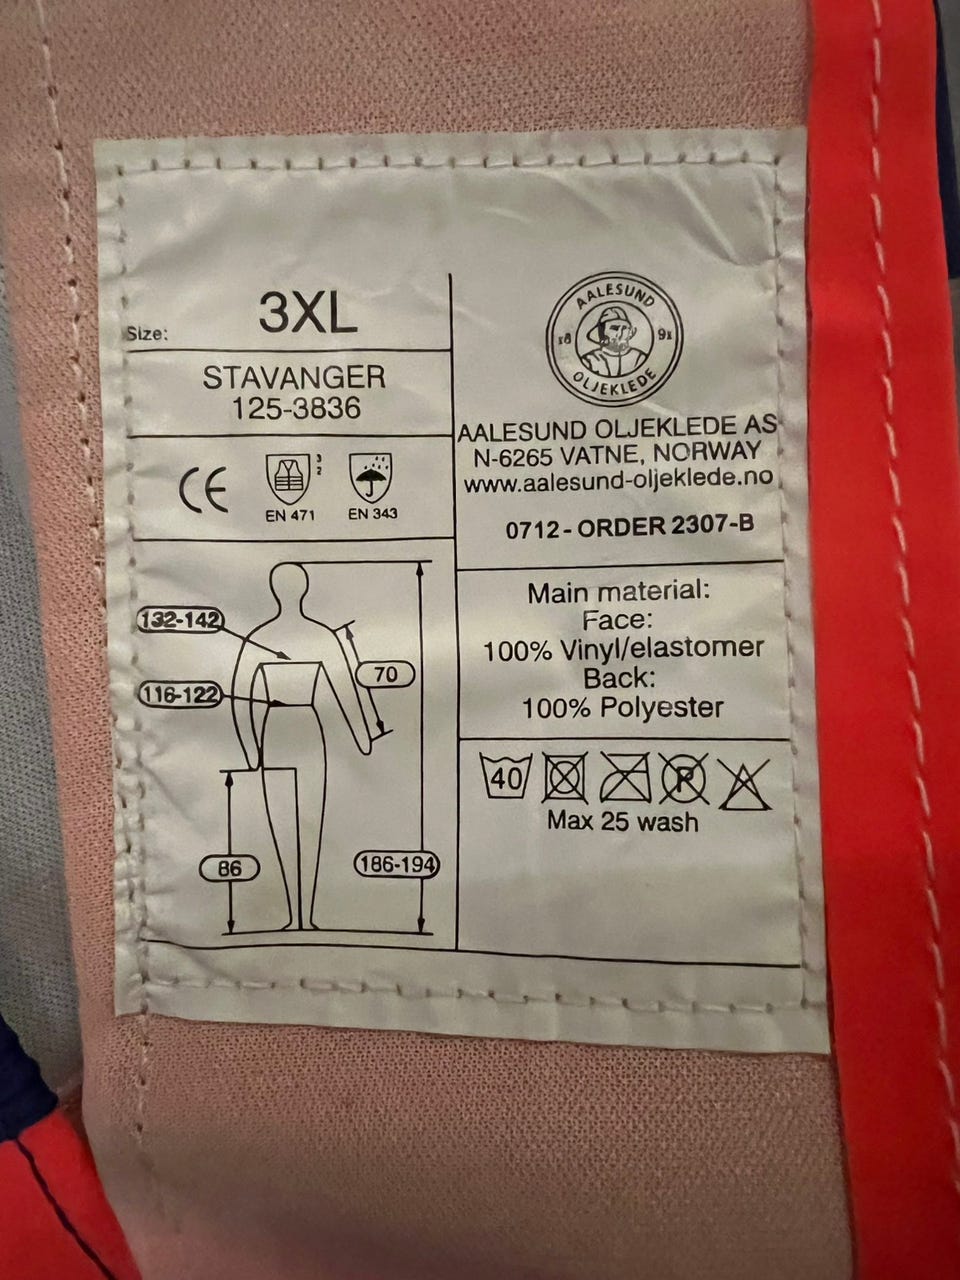 Size: 3XL
STAVANGER
125-3836
CE
3
2
EN 471
EN 343
132-142
70
116-122
86
186-194
AALESUND
18 91
OLJEKLEDE
AALESUND OLJEKLEDE AS
N-6265 VATNE, NORWAY
www.aalesund-oljeklede.no
0712 - ORDER 2307-B
Main material:
Face:
100% Vinyl/elastomer
Back:
100% Polyester
40 P
Max 25 wash